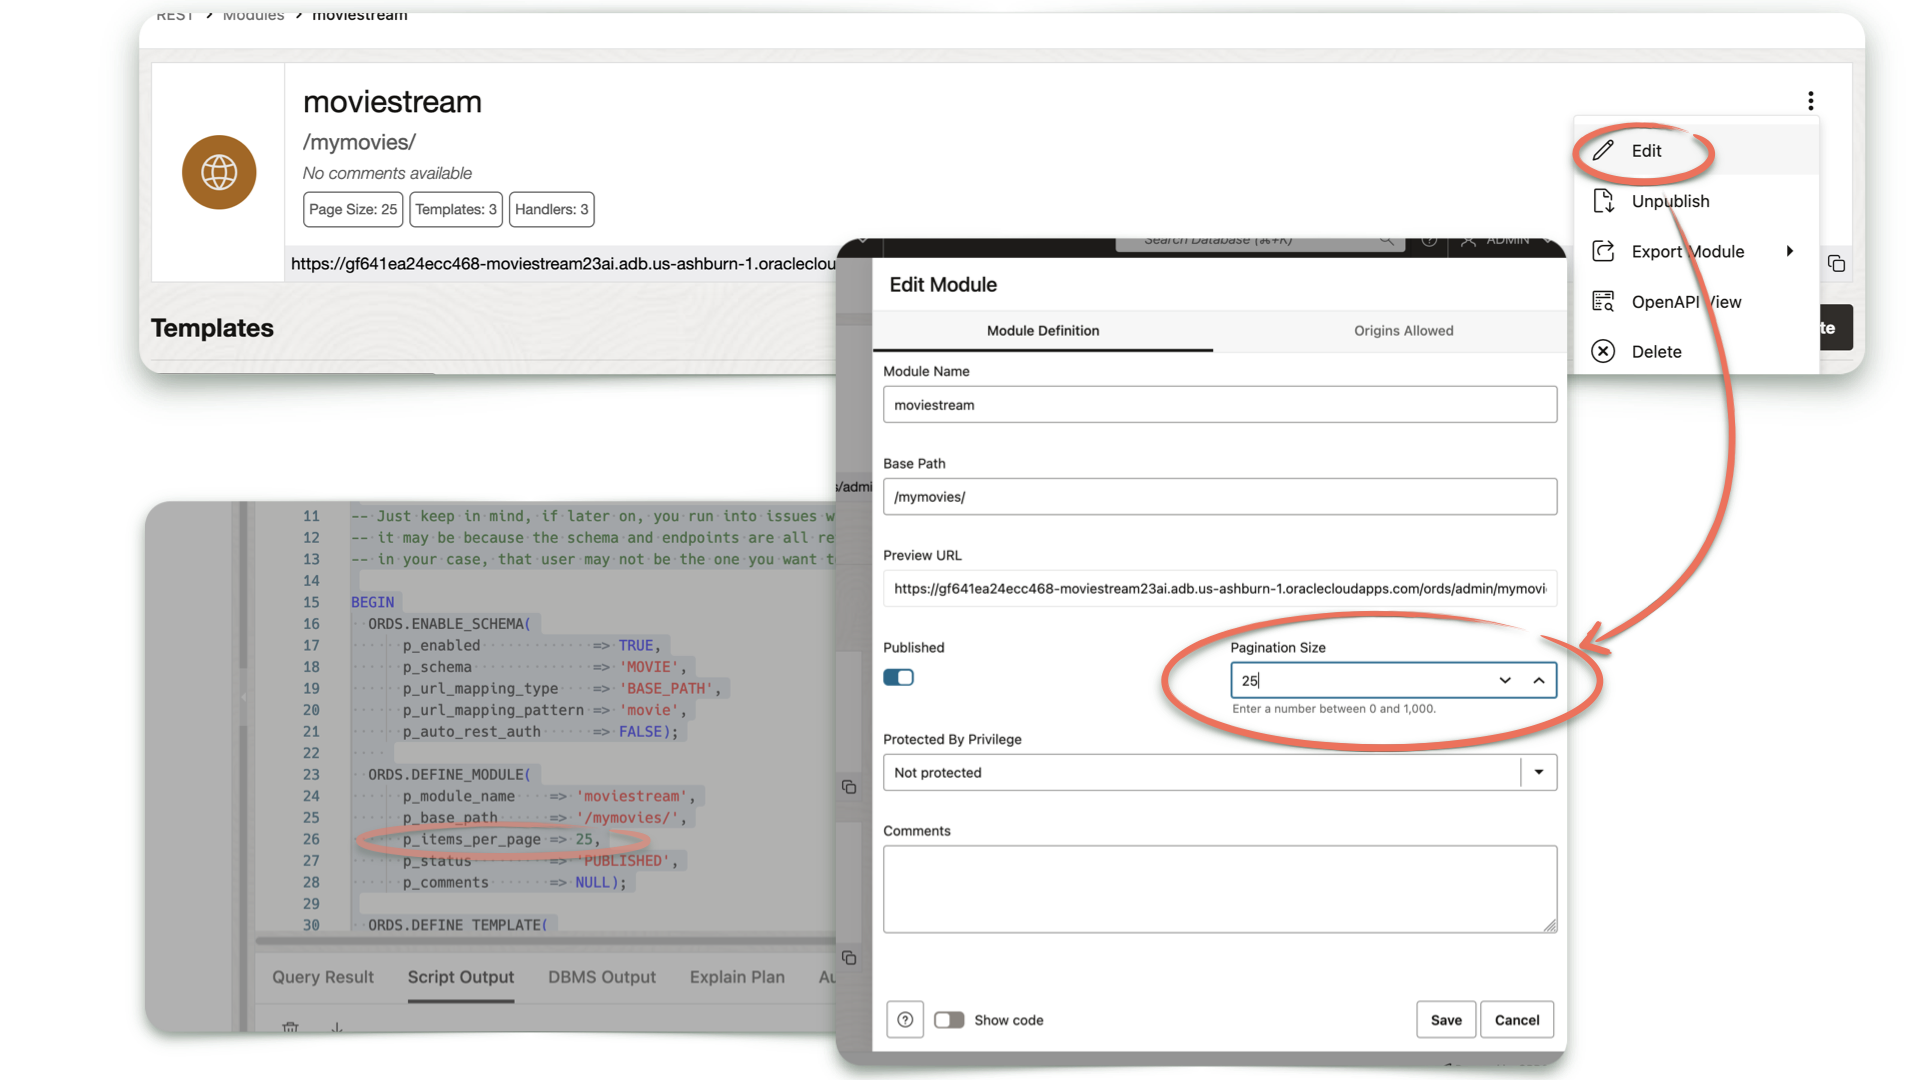 REST > Modules > moviestream
moviestream
/mymovies/
No comments available
Page Size: 25
Templates: 3
Handlers: 3
https://gf641ea24ecc468-moviestream23ai.adb.us-ashburn-1.oracleclou
Templates
Edit
Unpublish
Export Module
OpenAPI View
Delete
te
Search Database (⌘+K)
ADMIN
s/admi
Edit Module
Module Definition
Origins Allowed
Module Name
moviestream
Base Path
/mymovies/
Preview URL
https://gf641ea24ecc468-moviestream23ai.adb.us-ashburn-1.oraclecloudapps.com/ords/admin/mymovi
Published
Pagination Size
25
Enter a number between 0 and 1,000.
Protected By Privilege
Not protected
Comments
Show code
Save
Cancel
11 -- Just keep in mind, if later on, you run into issues w
12 -- it may be because the schema and endpoints are all re
13 -- in your case, that user may not be the one you want t
14
15 BEGIN
16 ORDS.ENABLE_SCHEMA(
17 p_enabled => TRUE,
18 p_schema => 'MOVIE',
19 p_url_mapping_type => 'BASE_PATH',
20 p_url_mapping_pattern => 'movie',
21 p_auto_rest_auth => FALSE);
22
23 ORDS.DEFINE_MODULE(
24 p_module_name => 'moviestream',
25 p_base_path => '/mymovies/',
26 p_items_per_page => 25,
27 p_status => 'PUBLISHED',
28 p_comments => NULL);
29
30 ORDS.DEFINE_TEMPLATE(
Query Result
Script Output
DBMS Output
Explain Plan
Au